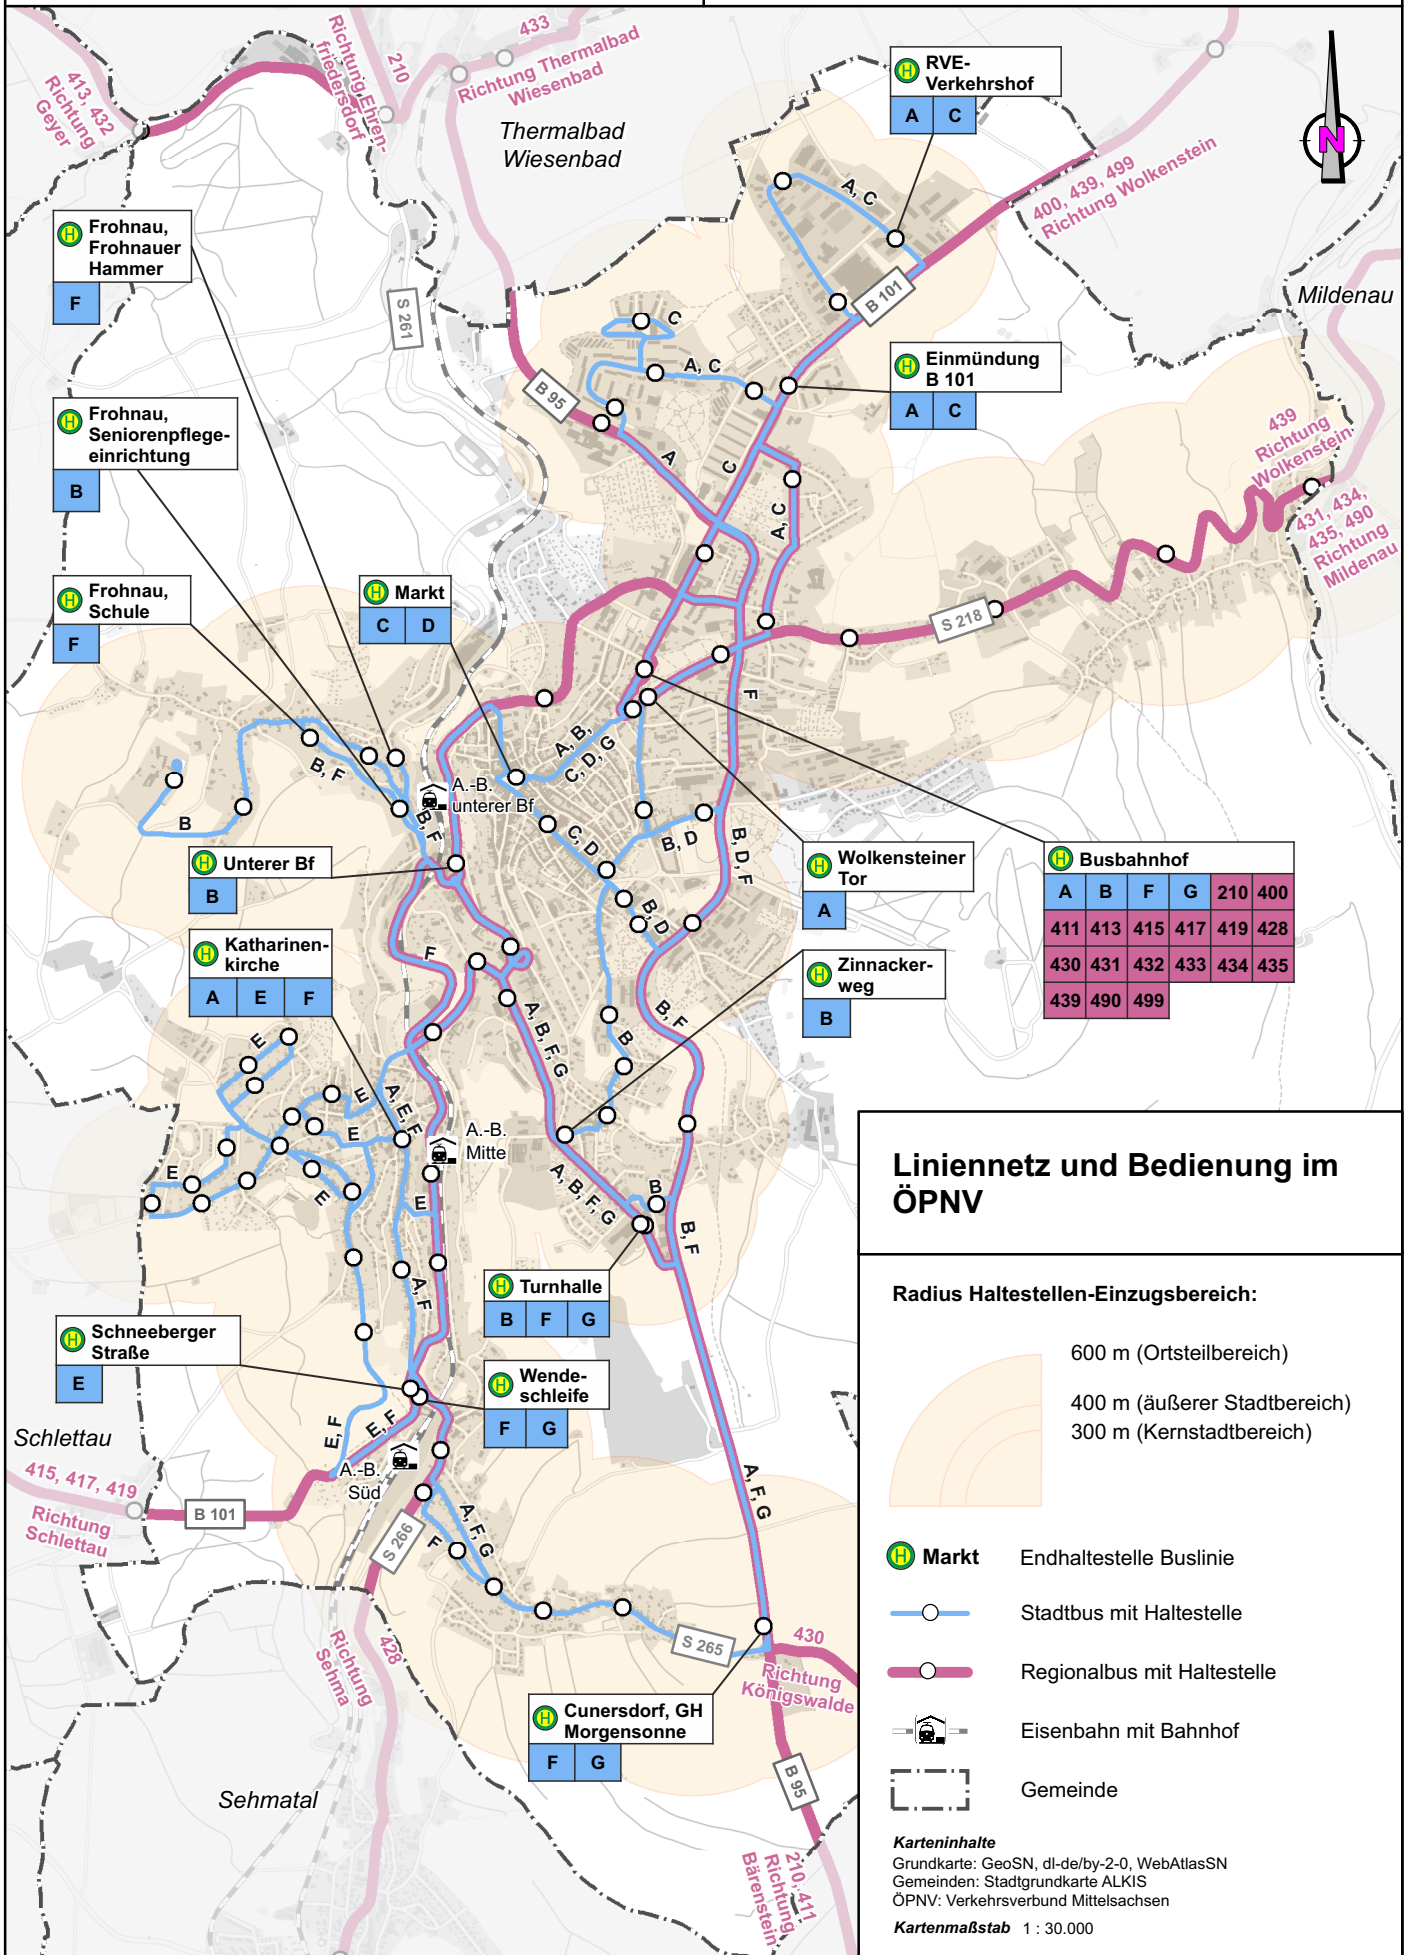 413, 432
Richtung
Geyer
Richtung Ehren-
friedersdorf
210
433
Richtung Thermalbad
Wiesenbad
Thermalbad
Wiesenbad
H RVE-
Verkehrshof
A C
N
A, C
400, 439, 499
Richtung Wolkenstein
H Frohnau,
Frohnauer
Hammer
F
S 261
B 101
Mildenau
C
A, C
H Einmündung
B 101
A C
B 95
H Frohnau,
Seniorenpflege-
einrichtung
B
A
C
A, C
439
Richtung
Wolkenstein
431, 434,
435, 490
Richtung
Mildenau
H Frohnau,
Schule
F
H Markt
C D
S 218
F
A, B,
C, D, G
B, F
B
A.-B.
unterer Bf
B, F
C, D
B, D
B, D, F
H Unterer Bf
B
H Wolkensteiner
Tor
A
H Busbahnhof
A B F G 210 400
411 413 415 417 419 428
430 431 432 433 434 435
439 490 499
B, D
H Katharinen-
kirche
A E F
F
H Zinnacker-
weg
B
A, B, F, G
B, F
B
E
E
A, E, F
E
E
E
A.-B.
Mitte
E
A, B, F, G
B
B, F
A, F
Liniennetz und Bedienung im
ÖPNV
H Turnhalle
B F G
Radius Haltestellen-Einzugsbereich:
600 m (Ortsteilbereich)
400 m (äußerer Stadtbereich)
300 m (Kernstadtbereich)
H Schneeberger
Straße
E
H Wende-
schleife
F G
E, F
E, F
Schlettau
415, 417, 419
Richtung
Schlettau
B 101
A.-B.
Süd
S 266
A, F, G
F
A, F, G
H Markt Endhaltestelle Buslinie
Stadtbus mit Haltestelle
S 265
430
Richtung
Königswalde
Regionalbus mit Haltestelle
Richtung
Sehma
428
H Cunersdorf, GH
Morgensonne
F G
Eisenbahn mit Bahnhof
B 95
Gemeinde
Sehmatal
210, 411
Richtung
Bärenstein
Karteninhalte
Grundkarte: GeoSN, dl-de/by-2-0, WebAtlasSN
Gemeinden: Stadtgrundkarte ALKIS
ÖPNV: Verkehrsverbund Mittelsachsen
Kartenmaßstab 1 : 30.000